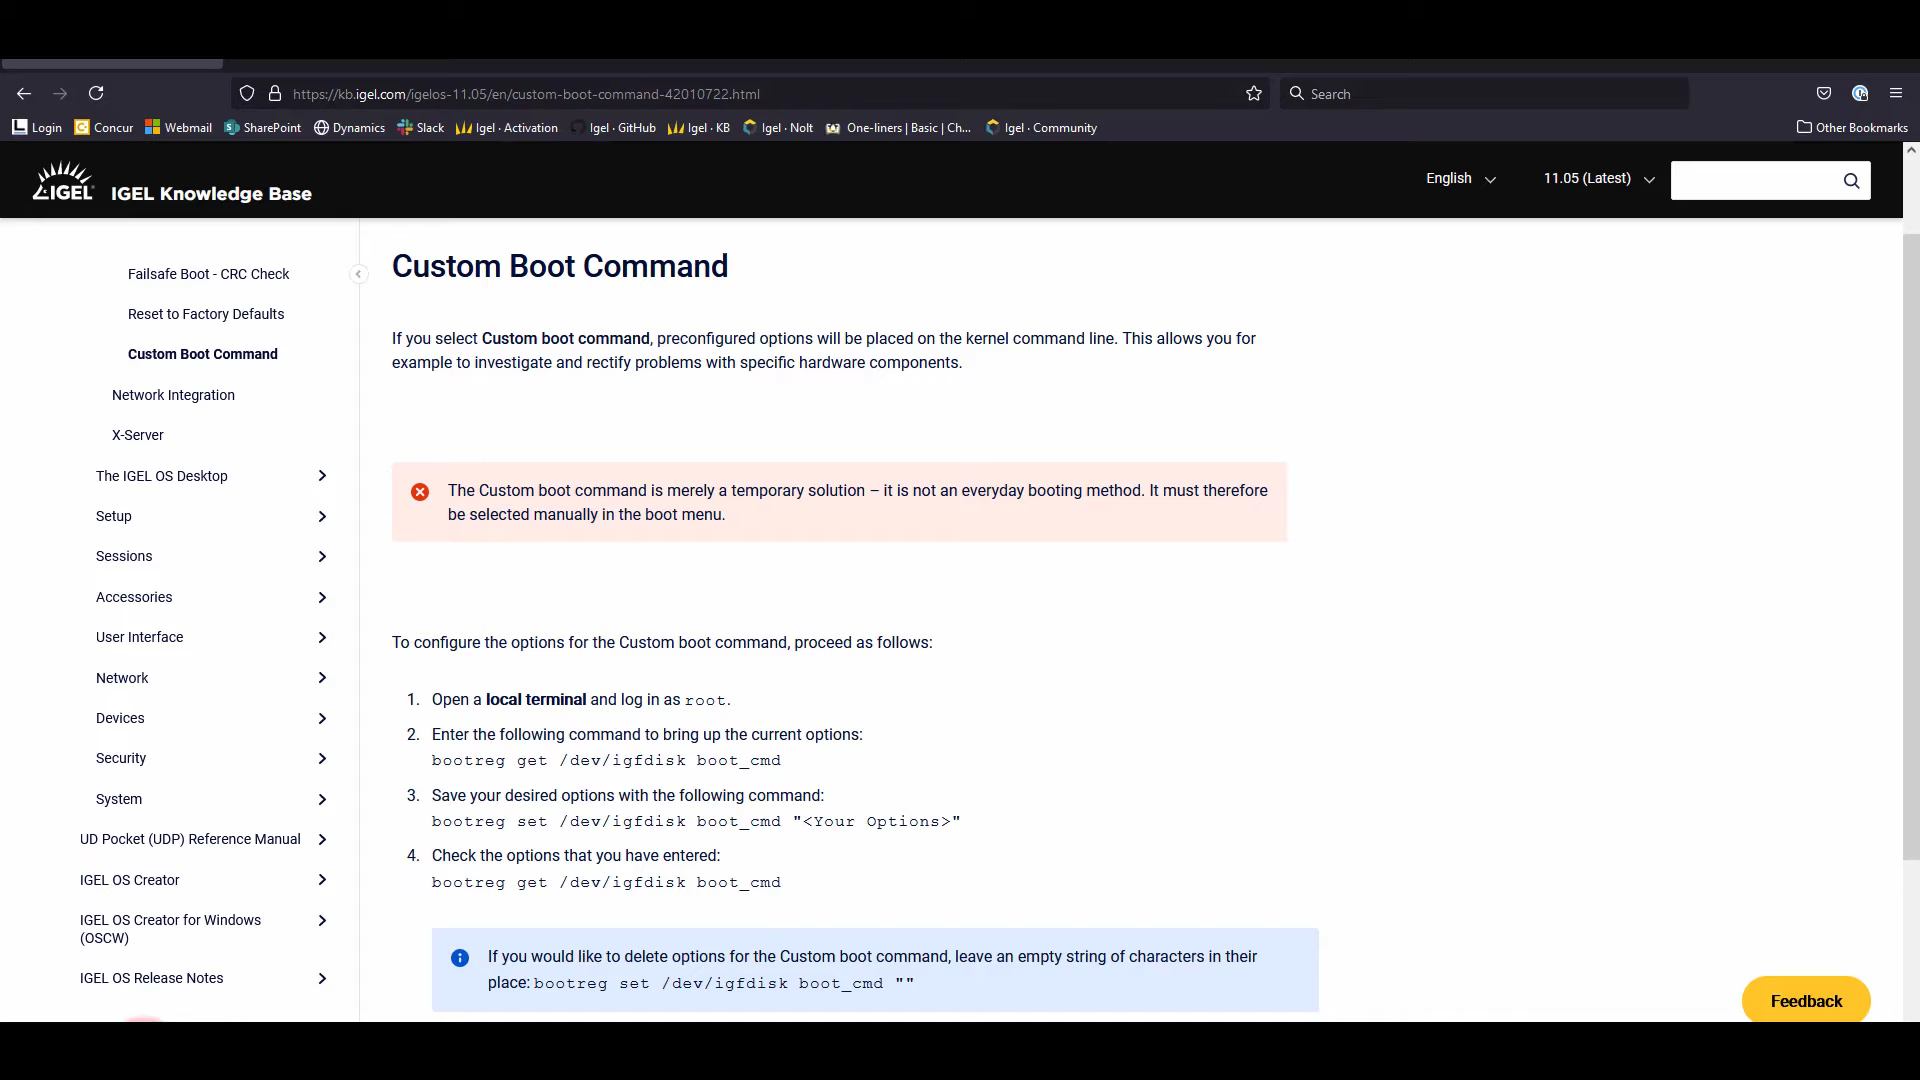 https://kb.igel.com/igelos-11.05/en/custom-boot-command-42010722.html
Search
Login
Concur
Webmail
SharePoint
Dynamics
Slack
Igel · Activation
Igel · GitHub
Igel · KB
Igel · Nolt
One-liners | Basic | Ch...
Igel · Community
Other Bookmarks
IGEL
IGEL Knowledge Base
English
11.05 (Latest)
Failsafe Boot - CRC Check
Reset to Factory Defaults
Custom Boot Command
Network Integration
X-Server
The IGEL OS Desktop
Setup
Sessions
Accessories
User Interface
Network
Devices
Security
System
UD Pocket (UDP) Reference Manual
IGEL OS Creator
IGEL OS Creator for Windows
(OSCW)
IGEL OS Release Notes
Custom Boot Command
If you select Custom boot command, preconfigured options will be placed on the kernel command line. This allows you for
example to investigate and rectify problems with specific hardware components.
The Custom boot command is merely a temporary solution – it is not an everyday booting method. It must therefore
be selected manually in the boot menu.
To configure the options for the Custom boot command, proceed as follows:
1. Open a local terminal and log in as root.
2. Enter the following command to bring up the current options:
bootreg get /dev/igfdisk boot_cmd
3. Save your desired options with the following command:
bootreg set /dev/igfdisk boot_cmd "<Your Options>"
4. Check the options that you have entered:
bootreg get /dev/igfdisk boot_cmd
If you would like to delete options for the Custom boot command, leave an empty string of characters in their
place: bootreg set /dev/igfdisk boot_cmd ""
Feedback